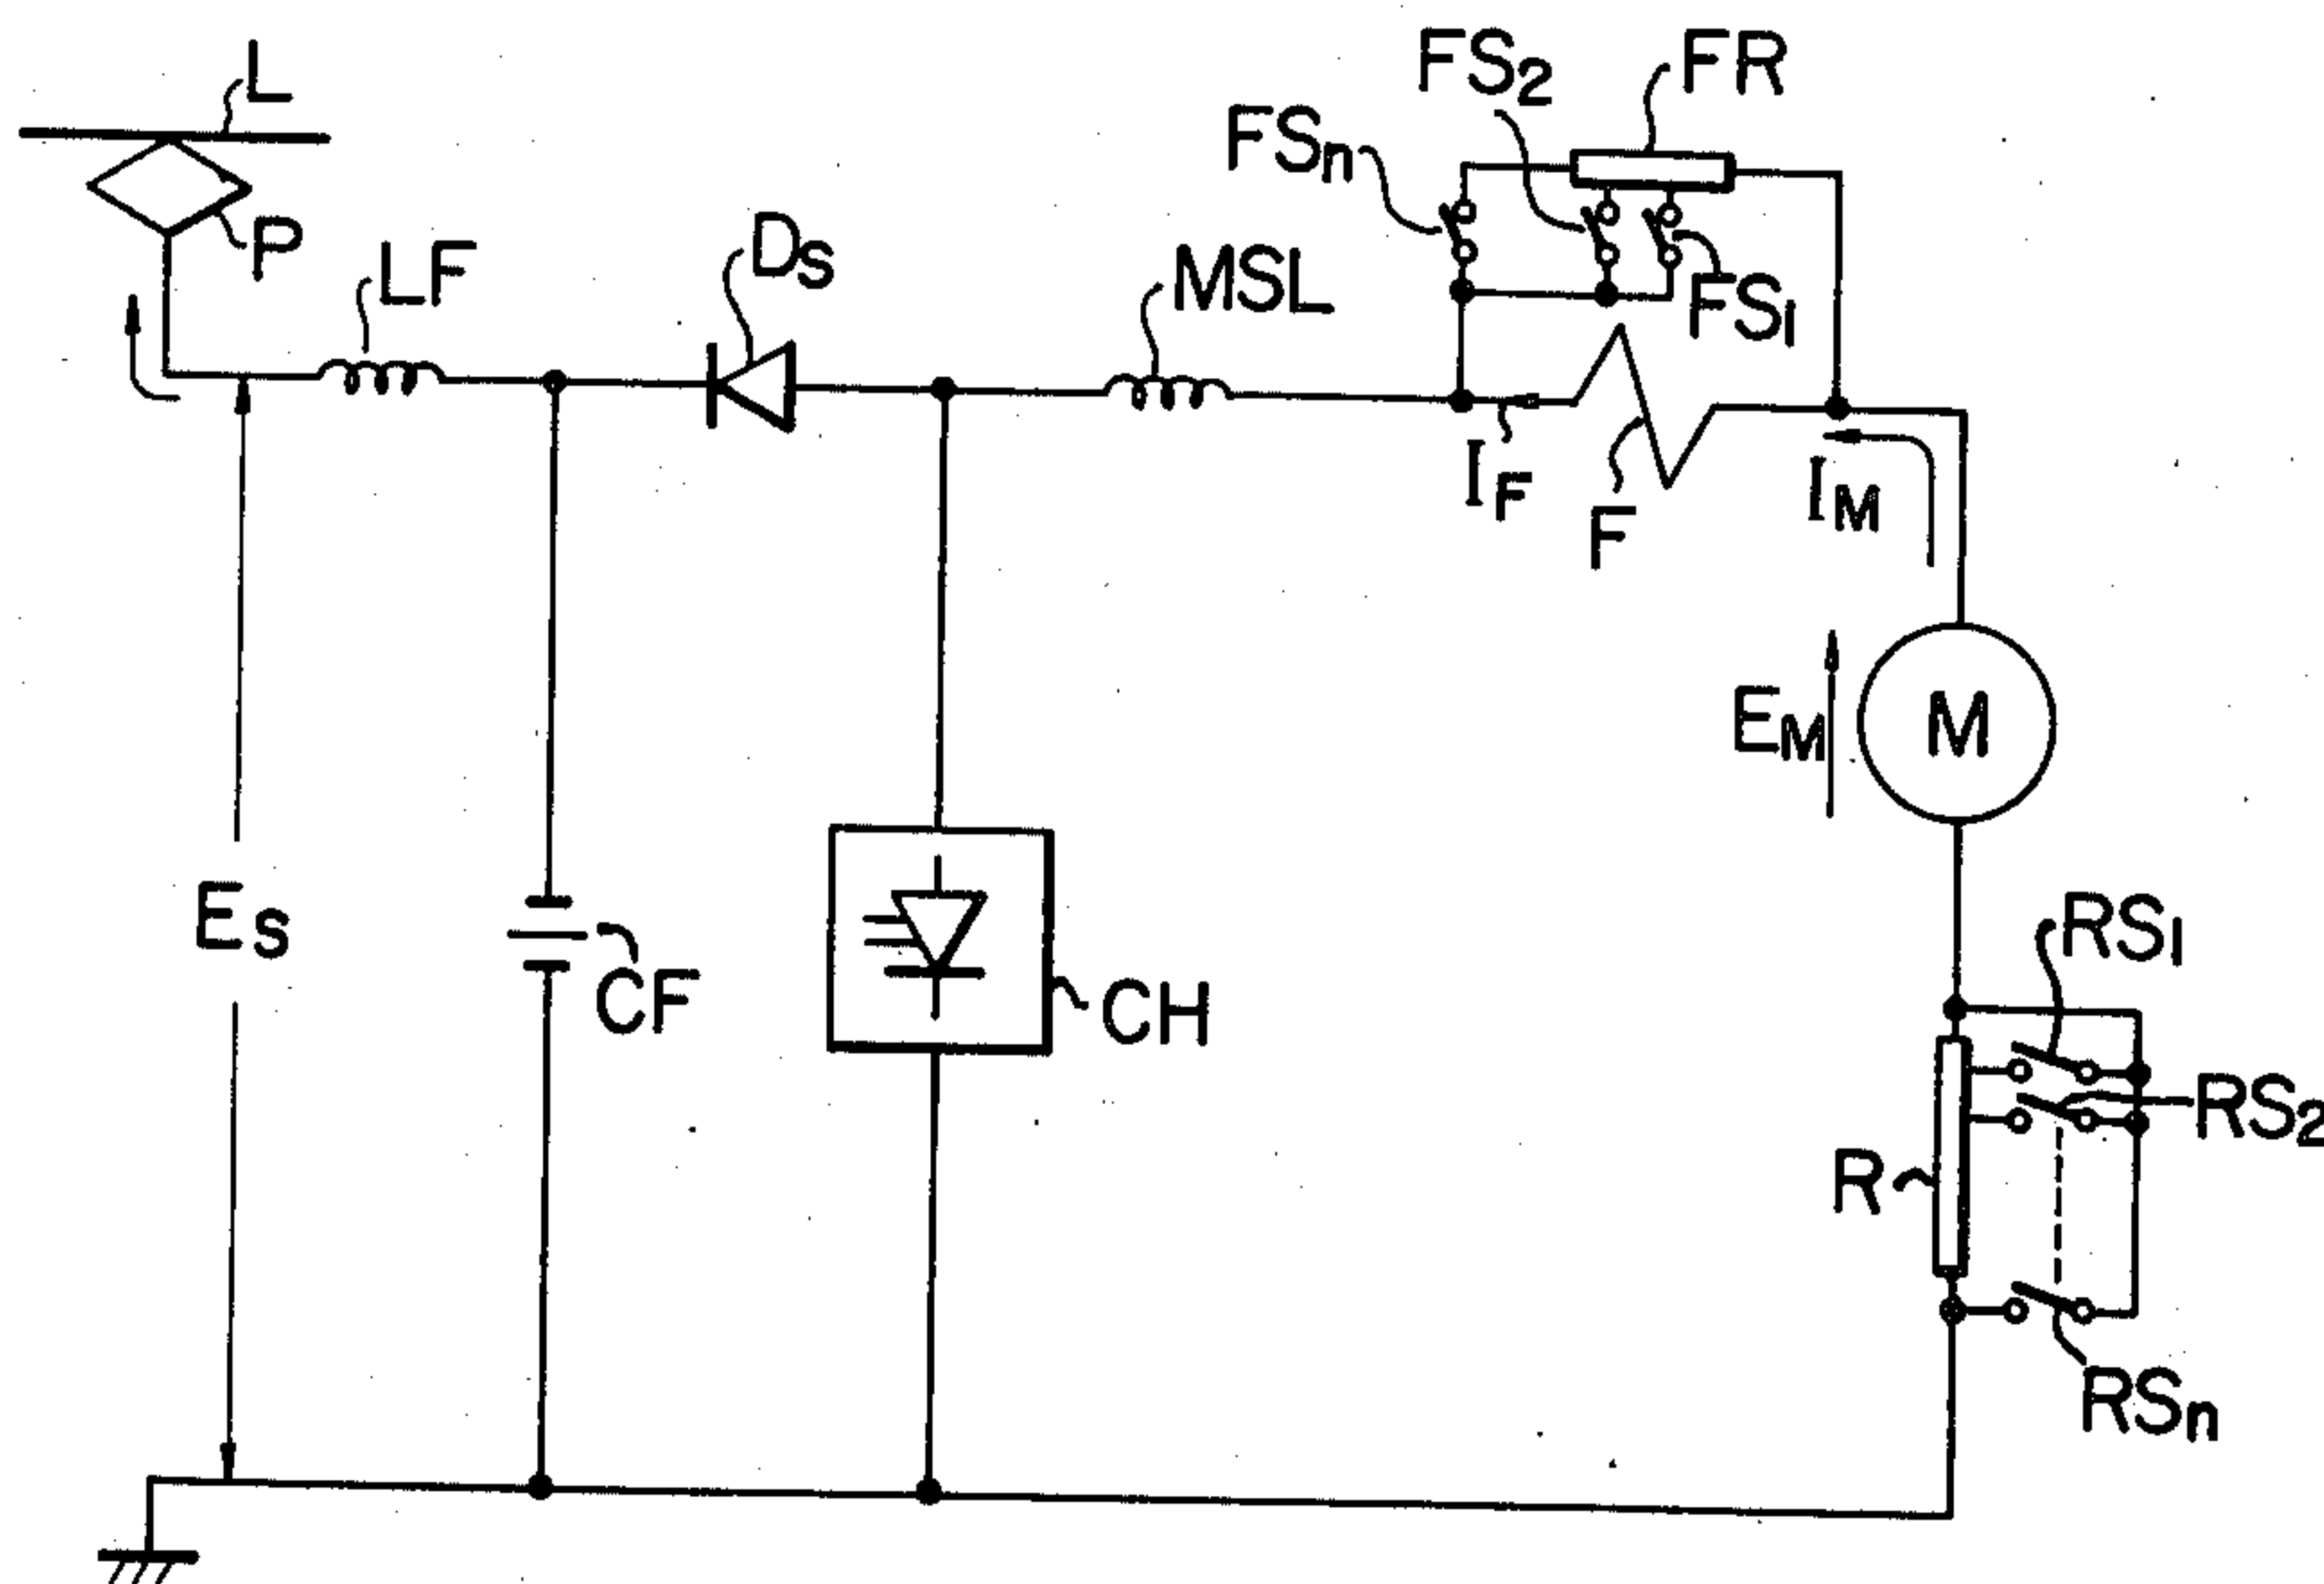 L
P
LF
DS
MSL
FSn
FS2
FR
FS1
IF
F
IM
EM
M
ES
CF
CH
RS1
RS2
R
RSn